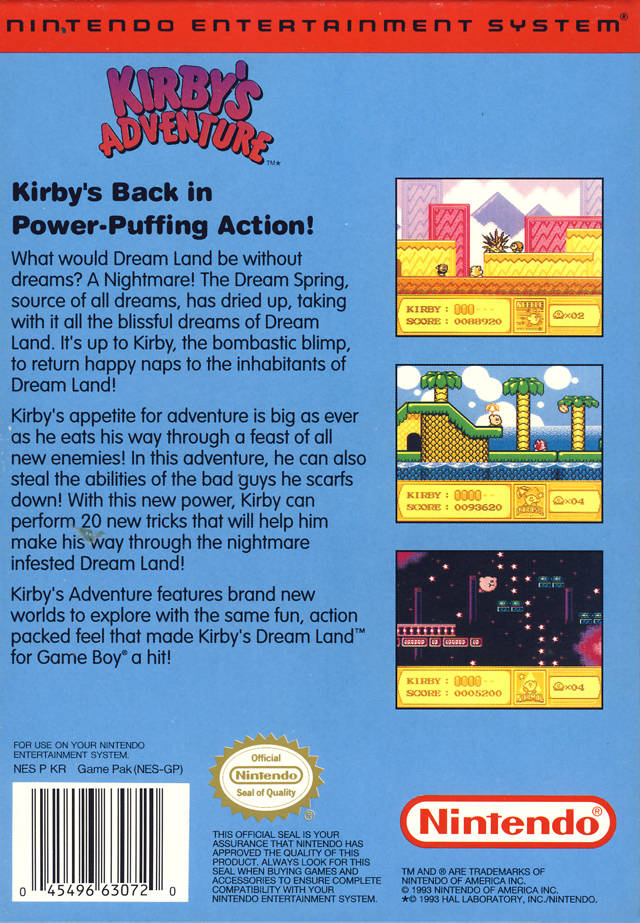 NINTENDO ENTERTAINMENT SYSTEM®
KIRBY'S
ADVENTURE
TM★
Kirby's Back in
Power-Puffing Action!
What would Dream Land be without
dreams? A Nightmare! The Dream Spring,
source of all dreams, has dried up, taking
with it all the blissful dreams of Dream
Land. It's up to Kirby, the bombastic blimp,
to return happy naps to the inhabitants of
Dream Land!
Kirby's appetite for adventure is big as ever
as he eats his way through a feast of all
new enemies! In this adventure, he can also
steal the abilities of the bad guys he scarfs
down! With this new power, Kirby can
perform 20 new tricks that will help him
make his way through the nightmare
infested Dream Land!
Kirby's Adventure features brand new
worlds to explore with the same fun, action
packed feel that made Kirby's Dream Land™
for Game Boy® a hit!
KIRBY :
SCORE : 0088920
NEEDLE
×02
KIRBY :
SCORE : 0093620
PARASOL
×04
KIRBY :
SCORE : 0005200
NORMAL
×04
FOR USE ON YOUR NINTENDO
ENTERTAINMENT SYSTEM.
NES P KR Game Pak (NES-GP)
0 45496 63072 0
Official
Nintendo
Seal of Quality
®
THIS OFFICIAL SEAL IS YOUR
ASSURANCE THAT NINTENDO HAS
APPROVED THE QUALITY OF THIS
PRODUCT. ALWAYS LOOK FOR THIS
SEAL WHEN BUYING GAMES AND
ACCESSORIES TO ENSURE COMPLETE
COMPATIBILITY WITH YOUR
NINTENDO ENTERTAINMENT SYSTEM.
Nintendo®
TM AND ® ARE TRADEMARKS OF
NINTENDO OF AMERICA INC.
© 1993 NINTENDO OF AMERICA INC.
★© 1993 HAL LABORATORY, INC./NINTENDO.